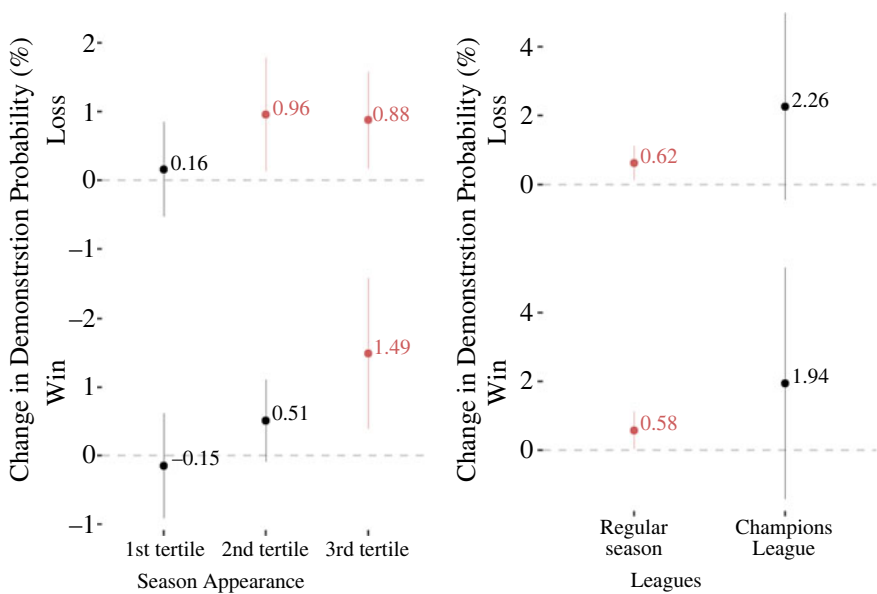 Change in Demonstrstion Probability (%)
Loss
Win
2
1
0
–1
0.16
0.96
0.88
–2
1
0
–1
–0.15
0.51
1.49
1st tertile
2nd tertile
3rd tertile
Season Appearance
Change in Demonstrstion Probability (%)
Loss
Win
4
2
0
0.62
2.26
4
2
0
0.58
1.94
Regular
season
Champions
League
Leagues